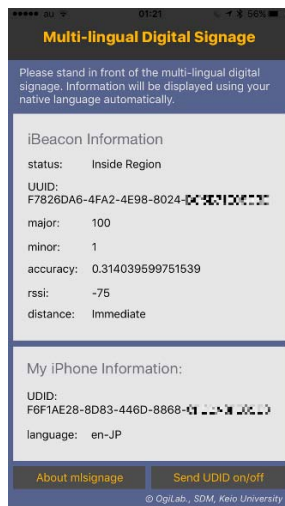 au 01:21 66%
Multi-lingual Digital Signage
Please stand in front of the multi-lingual digital
signage. Information will be displayed using your
native language automatically.
iBeacon Information
status: Inside Region
UUID:
F7826DA6-4FA2-4E98-8024-
major: 100
minor: 1
accuracy: 0.314039599751539
rssi: -75
distance: Immediate
My iPhone Information:
UDID:
F6F1AE28-8D83-446D-8868-
language: en-JP
About mlsignage Send UDID on/off
© OgiLab., SDM, Keio University